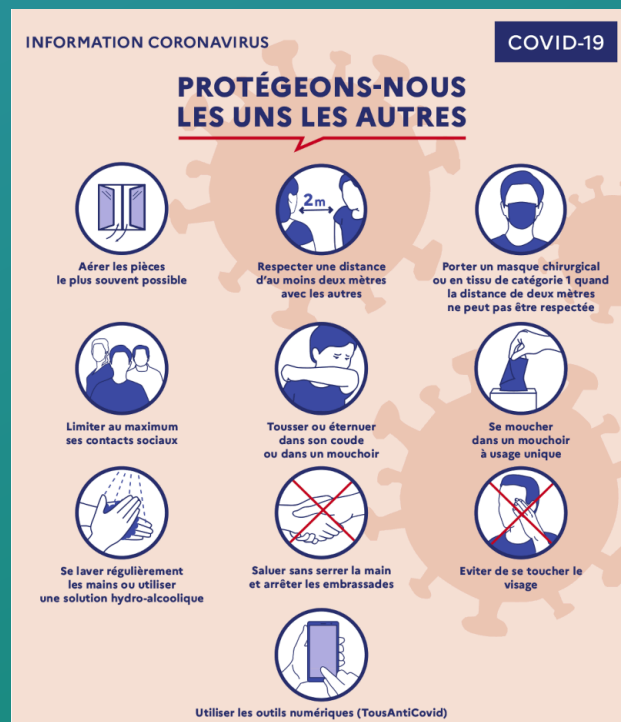 INFORMATION CORONAVIRUS
COVID-19
PROTÉGEONS-NOUS
LES UNS LES AUTRES
Aérer les pièces
le plus souvent possible
2m
Respecter une distance
d'au moins deux mètres
avec les autres
Porter un masque chirurgical
ou en tissu de catégorie 1 quand
la distance de deux mètres
ne peut pas être respectée
Limiter au maximum
ses contacts sociaux
Tousser ou éternuer
dans son coude
ou dans un mouchoir
Se moucher
dans un mouchoir
à usage unique
Se laver régulièrement
les mains ou utiliser
une solution hydro-alcoolique
Saluer sans serrer la main
et arrêter les embrassades
Eviter de se toucher le
visage
Utiliser les outils numériques (TousAntiCovid)